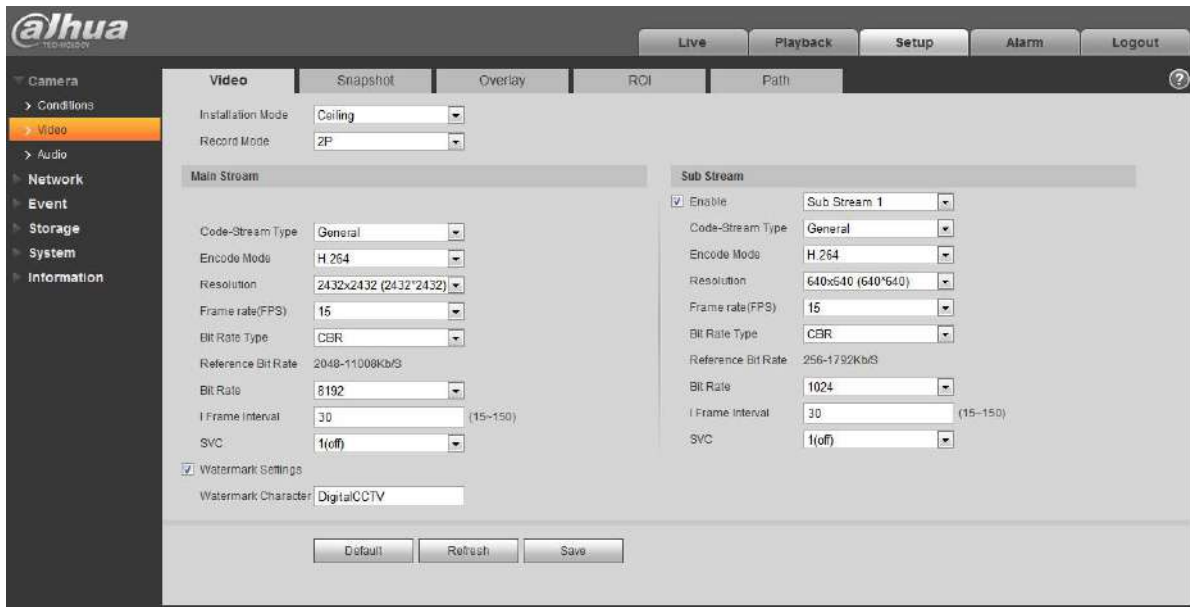 alhua
TECHNOLOGY
Live Playback Setup Alarm Logout
Camera
> Conditions
> Video
> Audio
Network
Event
Storage
System
Information
Video Snapshot Overlay ROI Path
?
Installation Mode Ceiling
Record Mode 2P
Main Stream
Code-Stream Type General
Encode Mode H.264
Resolution 2432x2432 (2432*2432)
Frame rate(FPS) 15
Bit Rate Type CBR
Reference Bit Rate 2048-11008Kb/S
Bit Rate 8192
I Frame Interval 30 (15~150)
SVC 1(off)
Watermark Settings
Watermark Character DigitalCCTV
Sub Stream
Enable Sub Stream 1
Code-Stream Type General
Encode Mode H.264
Resolution 640x640 (640*640)
Frame rate(FPS) 15
Bit Rate Type CBR
Reference Bit Rate 256-1792Kb/S
Bit Rate 1024
I Frame Interval 30 (15~150)
SVC 1(off)
Default Refresh Save